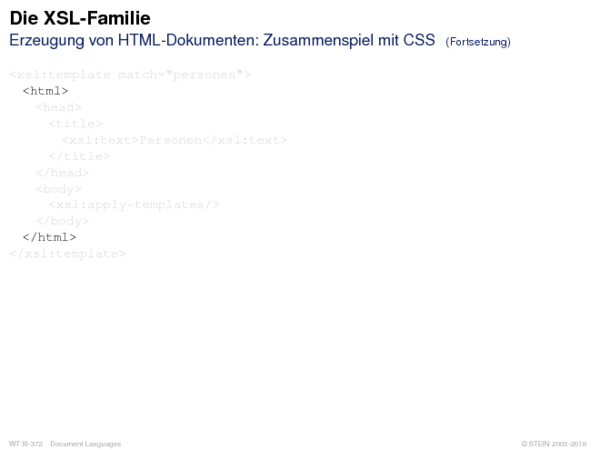 Die XSL-Familie
Erzeugung von HTML-Dokumenten: Zusammenspiel mit CSS (Fortsetzung)
<xsl:template match="personen">
  <html>
    <head>
      <title>
        <xsl:text>Personen</xsl:text>
      </title>
    </head>
    <body>
      <xsl:apply-templates/>
    </body>
  </html>
</xsl:template>
WT:III-372 Document Languages
© STEIN 2005-2018